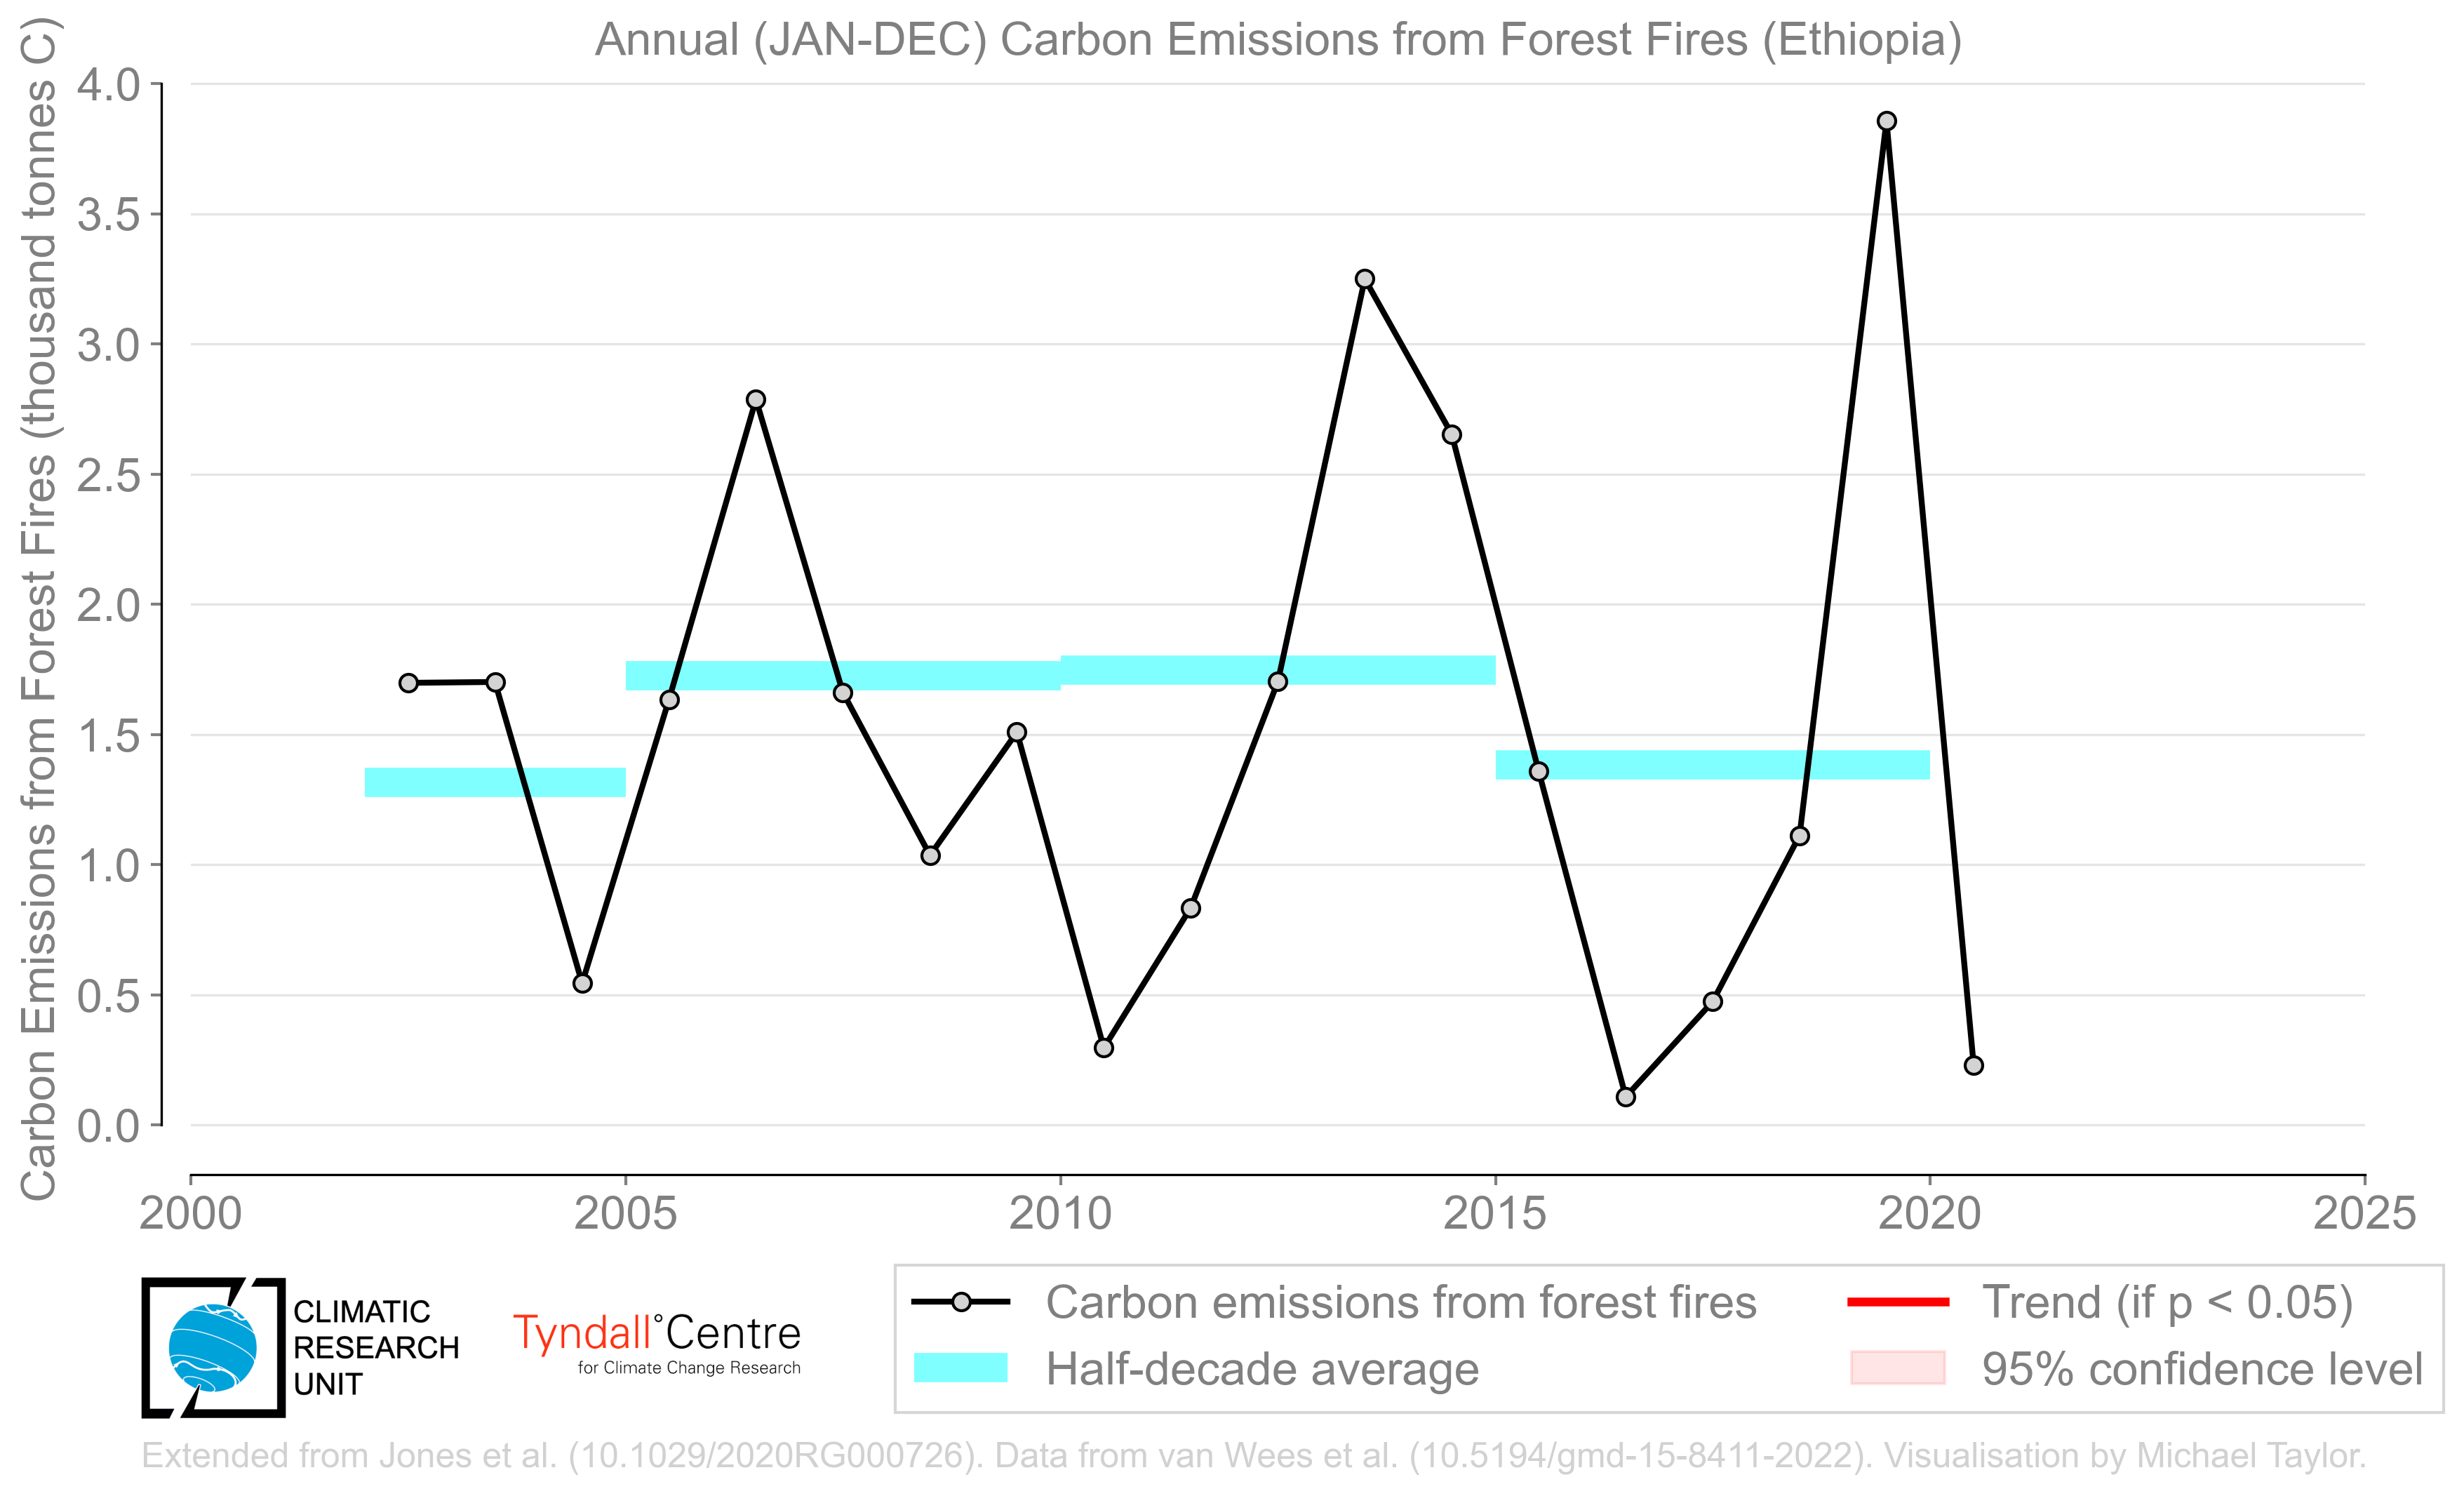 Annual (JAN-DEC) Carbon Emissions from Forest Fires (Ethiopia)
Carbon Emissions from Forest Fires (thousand tonnes C)
4.0
3.5
3.0
2.5
2.0
1.5
1.0
0.5
0.0
2000 2005 2010 2015 2020 2025
CLIMATIC
RESEARCH
UNIT
Tyndall°Centre
for Climate Change Research
Carbon emissions from forest fires
Half-decade average
Trend (if p < 0.05)
95% confidence level
Extended from Jones et al. (10.1029/2020RG000726). Data from van Wees et al. (10.5194/gmd-15-8411-2022). Visualisation by Michael Taylor.